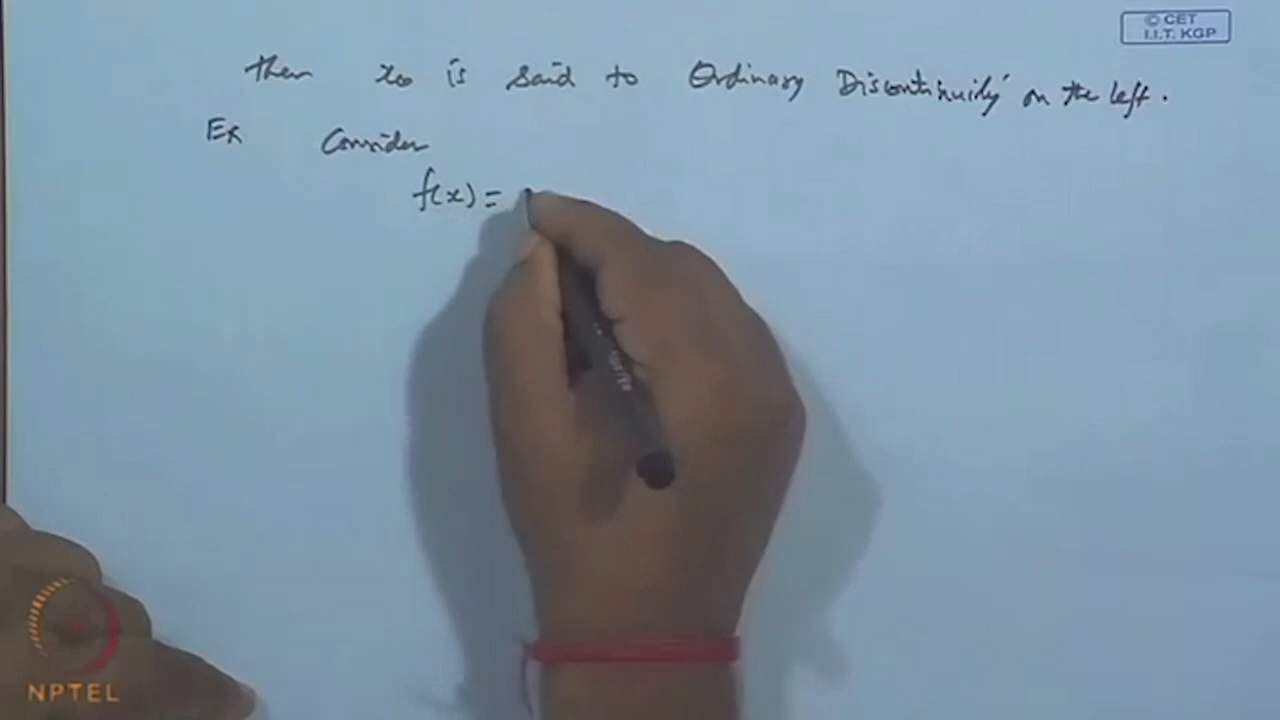 © CET
I.I.T. KGP
then x₀ is said to Ordinary Discontinuity on the left.
Ex Consider
f(x) =
NPTEL